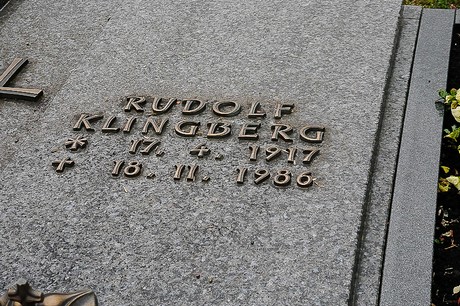 RUDOLF
KLINGBERG
* 17. 4. 1917
† 18. 11. 1986